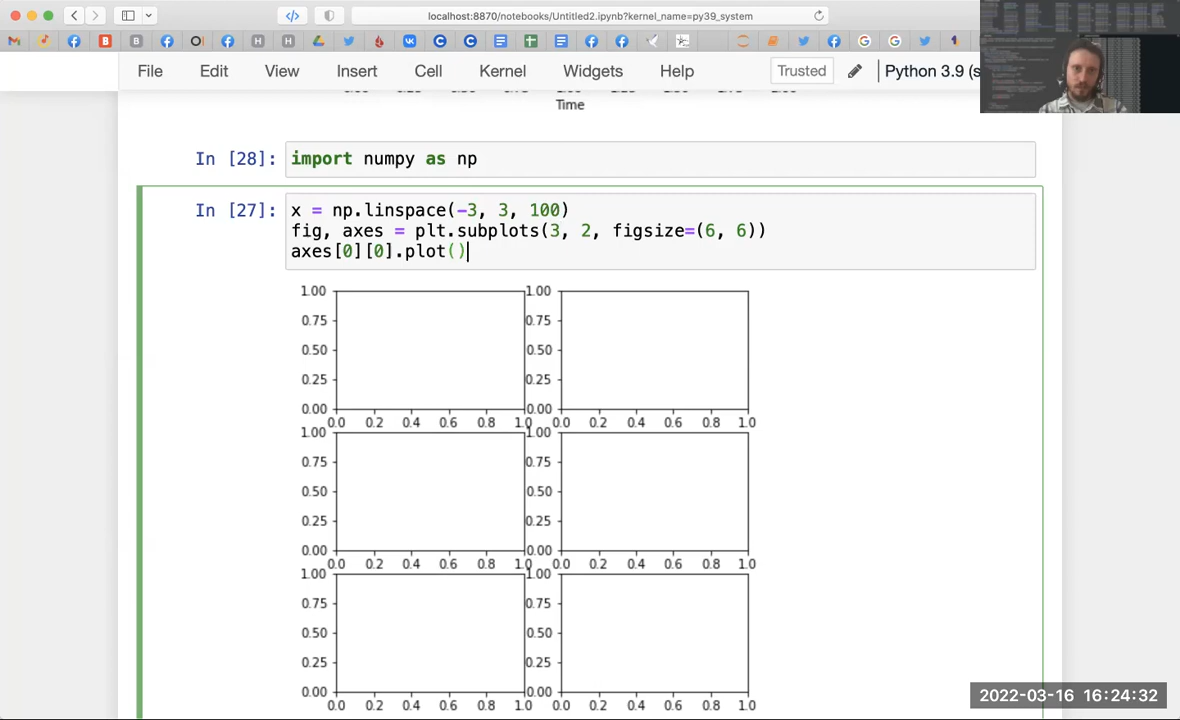 localhost:8870/notebooks/Untitled2.ipynb?kernel_name=py39_system
File Edit View Insert Cell Kernel Widgets Help Trusted Python 3.9 (s
Time
In [28]: import numpy as np
In [27]: x = np.linspace(-3, 3, 100)
fig, axes = plt.subplots(3, 2, figsize=(6, 6))
axes[0][0].plot()
1.00 1.00
0.75 0.75
0.50 0.50
0.25 0.25
0.00 0.00
0.0 0.2 0.4 0.6 0.8 1.0 0.0 0.2 0.4 0.6 0.8 1.0
1.00 1.00
0.75 0.75
0.50 0.50
0.25 0.25
0.00 0.00
0.0 0.2 0.4 0.6 0.8 1.0 0.0 0.2 0.4 0.6 0.8 1.0
1.00 1.00
0.75 0.75
0.50 0.50
0.25 0.25
0.00 0.00
0.0 0.2 0.4 0.6 0.8 1.0 0.0 0.2 0.4 0.6 0.8 1.0
2022-03-16 16:24:32